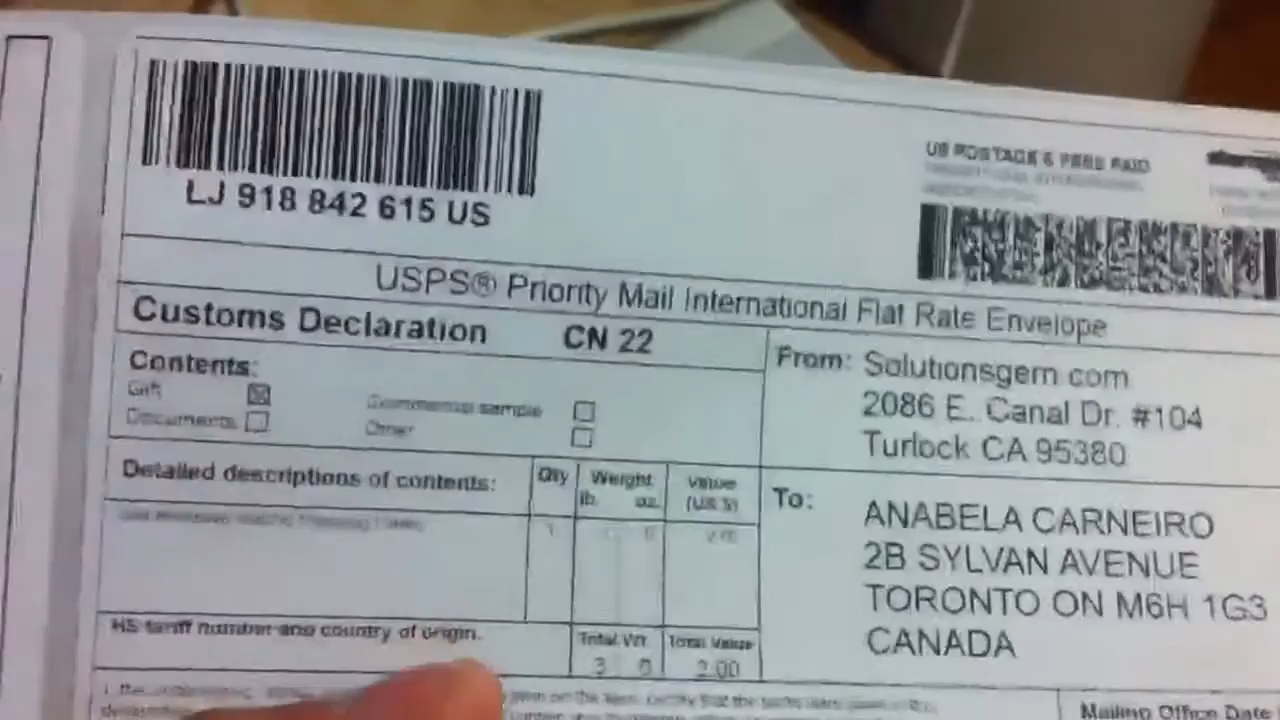 LJ 918 842 615 US
US POSTAGE & FEES PAID
USPS® Priority Mail International Flat Rate Envelope
Customs Declaration CN 22
Contents:
Gift
Commercial sample
Documents
Other
From: Solutionsgem com
2086 E. Canal Dr. #104
Turlock CA 95380
Detailed descriptions of contents:
Qty
Weight
lb. oz.
Value
(US $)
To: ANABELA CARNEIRO
2B SYLVAN AVENUE
TORONTO ON M6H 1G3
CANADA
1
HS tariff number and country of origin.
Total Wt.
3 0
Total Value
2.00
Mailing Office Date